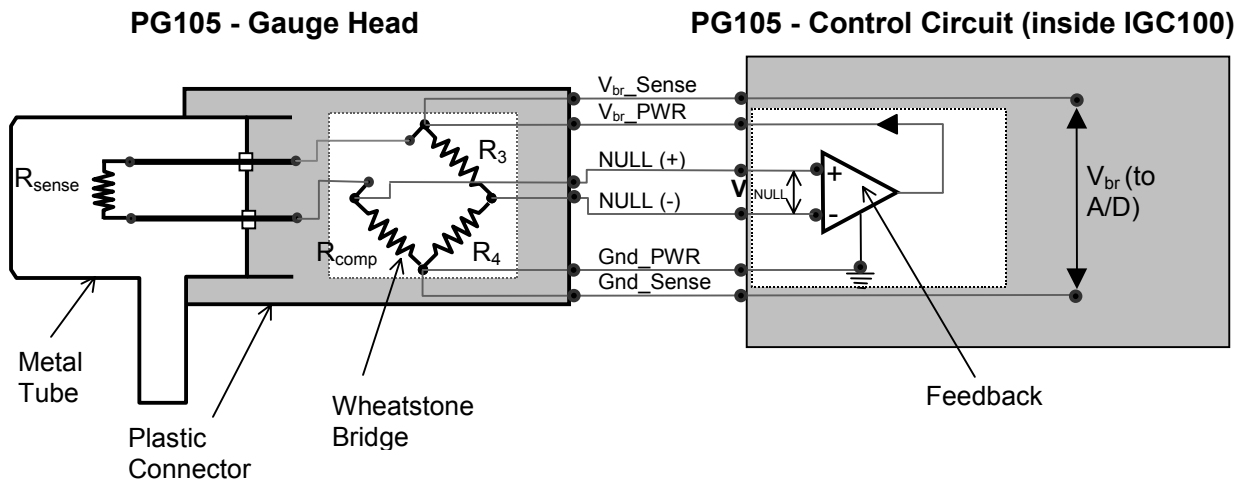 PG105 - Gauge Head
PG105 - Control Circuit (inside IGC100)
Vbr_Sense
Vbr_PWR
R3
NULL (+)
Rsense
VNULL
+
-
Vbr (to
A/D)
NULL (-)
Rcomp
R4
Gnd_PWR
Gnd_Sense
Metal
Tube
Wheatstone
Bridge
Feedback
Plastic
Connector